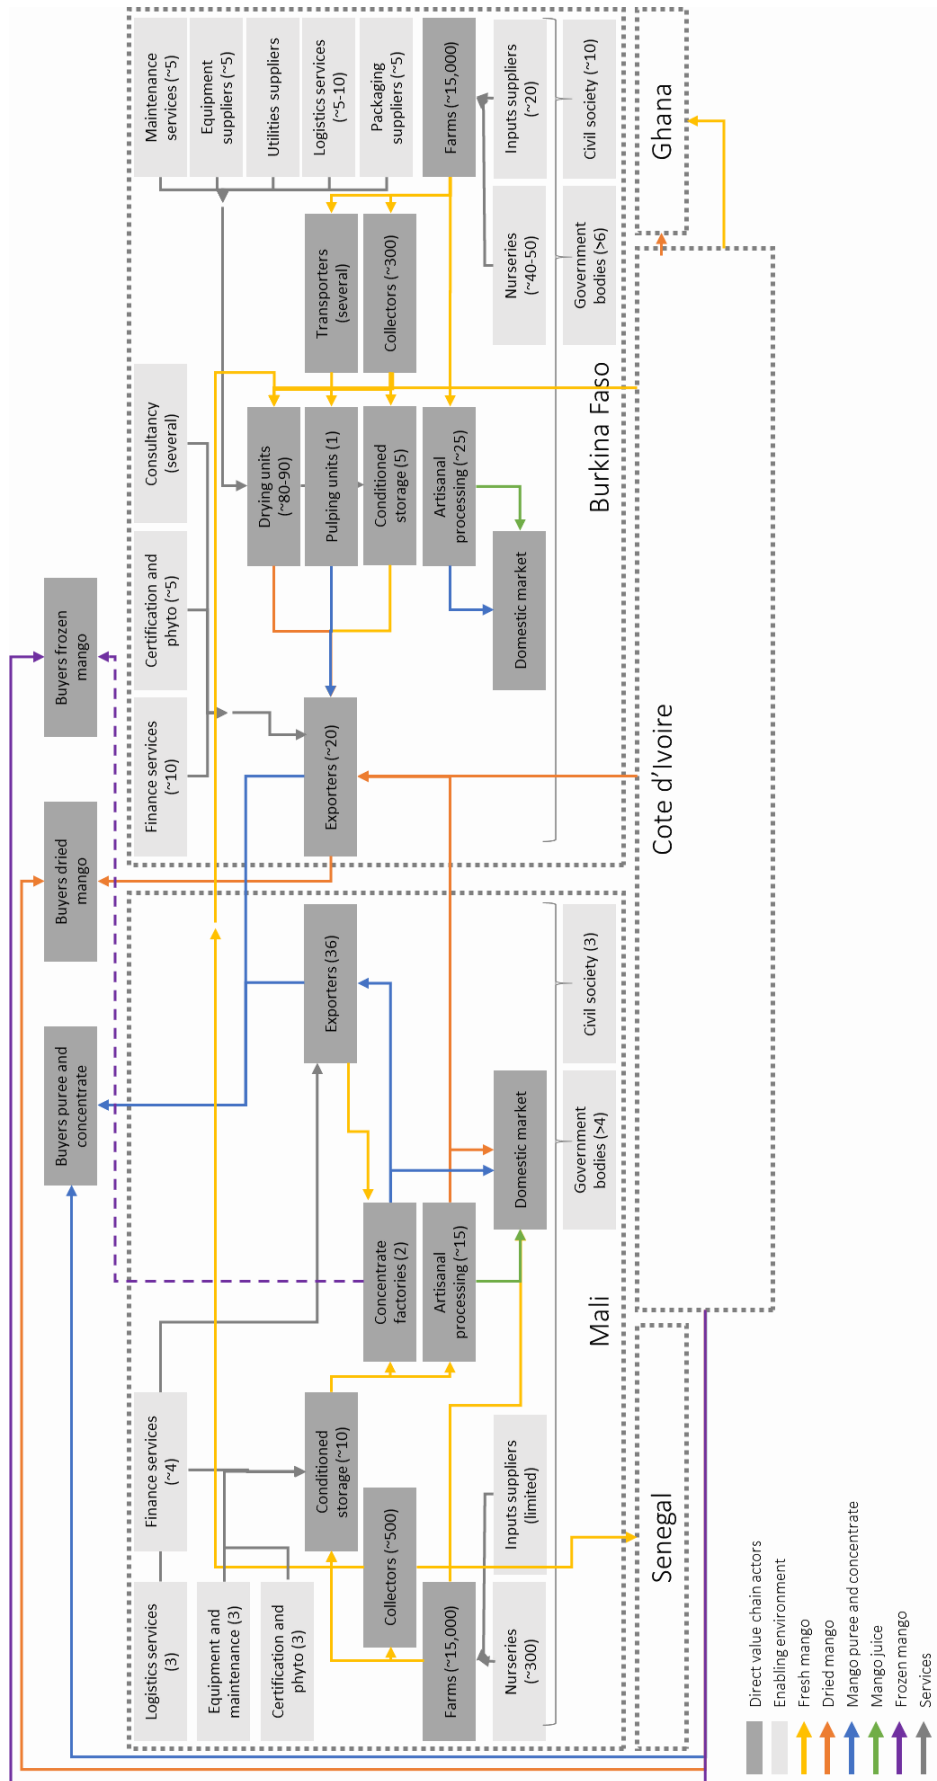 Logistics services
(3)
Finance services
(~4)
Equipment and
maintenance (3)
Certification and
phyto (3)
Conditioned
storage (~10)
Collectors (~500)
Farms (~15,000)
Nurseries
(~300)
Inputs suppliers
(limited)
Concentrate
factories (2)
Artisanal
processing (~15)
Exporters (36)
Domestic market
Government
bodies (>4)
Civil society (3)
Mali
Senegal
Buyers puree and
concentrate
Buyers dried
mango
Buyers frozen
mango
Finance services
(~10)
Certification and
phyto (~5)
Consultancy
(several)
Maintenance
services (~5)
Equipment
suppliers (~5)
Utilities suppliers
Logistics services
(~5-10)
Packaging
suppliers (~5)
Farms (~15,000)
Inputs suppliers
(~20)
Nurseries
(~40-50)
Civil society (~10)
Government
bodies (>6)
Transporters
(several)
Collectors (~300)
Drying units
(~80-90)
Pulping units (1)
Conditioned
storage (5)
Artisanal
processing (~25)
Exporters (~20)
Domestic market
Burkina Faso
Cote d'Ivoire
Ghana
Direct value chain actors
Enabling environment
Fresh mango
Dried mango
Mango puree and concentrate
Mango juice
Frozen mango
Services